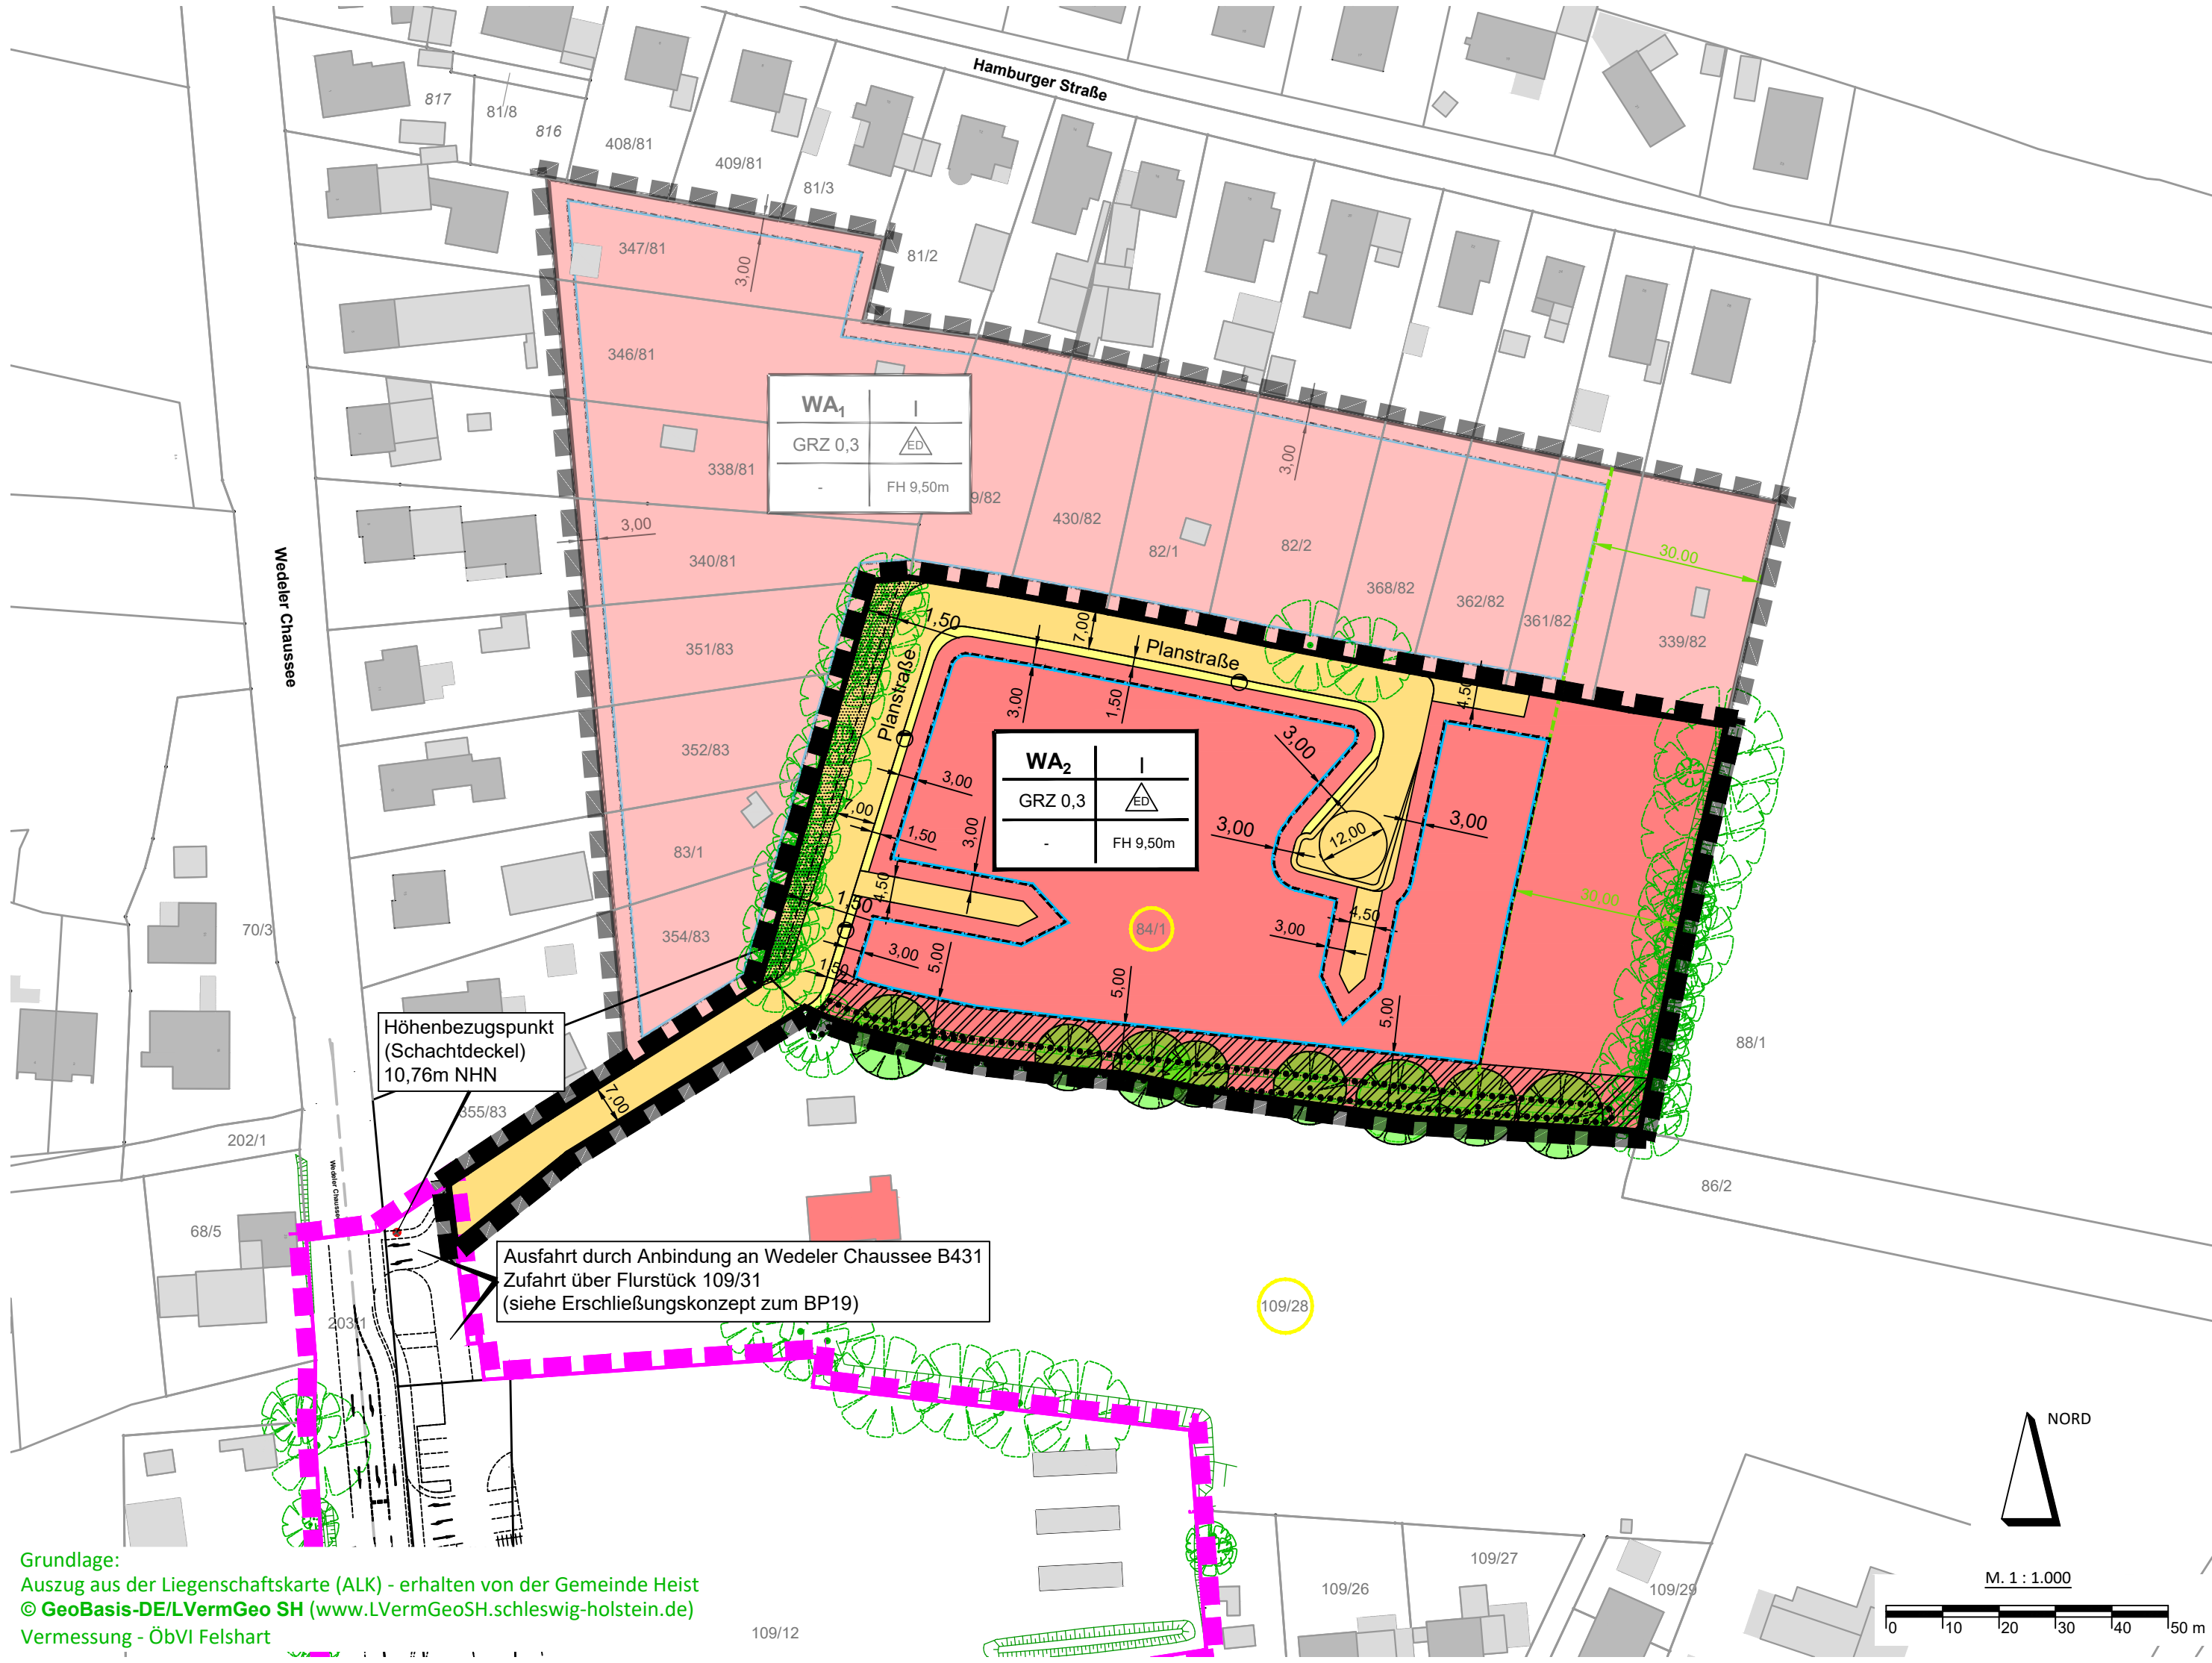 Hamburger Straße
817
81/8
816
408/81
409/81
81/3
81/2
347/81
3,00
346/81
WA1
I
GRZ 0,3
ED
-
FH 9,50m
338/81
9/82
3,00
430/82
3,00
82/1
82/2
30,00
340/81
368/82
362/82
361/82
339/82
Wedeler Chaussee
351/83
1,50
7,00
Planstraße
4,50
Planstraße
3,00
1,50
3,00
352/83
WA2
I
GRZ 0,3
ED
-
FH 9,50m
3,00
7,00
1,50
3,00
3,00
12,00
3,00
83/1
4,50
1,50
30,00
354/83
84/1
4,50
3,00
3,00
1,50
5,00
5,00
5,00
70/3
88/1
Höhenbezugspunkt
(Schachtdeckel)
10,76m NHN
355/83
7,00
202/1
Wedeler Chaussee
86/2
68/5
Ausfahrt durch Anbindung an Wedeler Chaussee B431
Zufahrt über Flurstück 109/31
(siehe Erschließungskonzept zum BP19)
203/1
109/28
NORD
109/27
109/26
109/29
M. 1 : 1.000
0 10 20 30 40 50 m
109/12
Grundlage:
Auszug aus der Liegenschaftskarte (ALK) - erhalten von der Gemeinde Heist
© GeoBasis-DE/LVermGeo SH (www.LVermGeoSH.schleswig-holstein.de)
Vermessung - ÖbVI Felshart